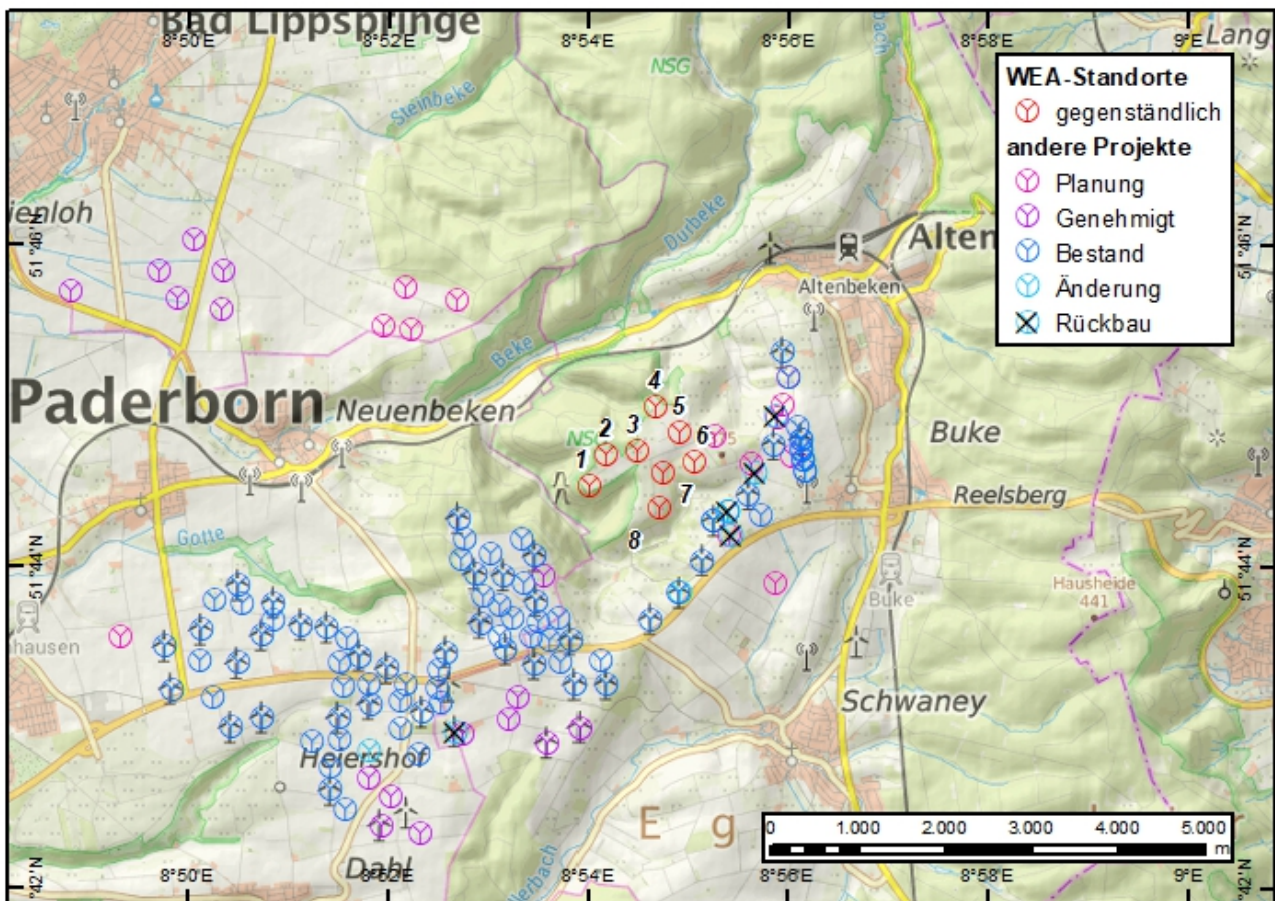 Bad Lippspringe
8°50'E
8°52'E
8°54'E
8°56'E
8°58'E
9°E
Lang
NSG
Steinbeke
WEA-Standorte
gegenständlich
andere Projekte
Planung
Genehmigt
Bestand
Änderung
Rückbau
ienloh
Durbeke
Alten
51°46'N
51°46'N
Altenbeken
Beke
Paderborn
Neuenbeken
4
5
2
3
6
1
7
8
Buke
Reelsberg
Gotte
51°44'N
51°44'N
Hausheide
441
Buke
hausen
Schwaney
Heiershof
E g
0 1.000 2.000 3.000 4.000 5.000
m
Dahl
°42'N
°42'N
8°50'E
8°52'E
8°54'E
8°56'E
8°58'E
9°E